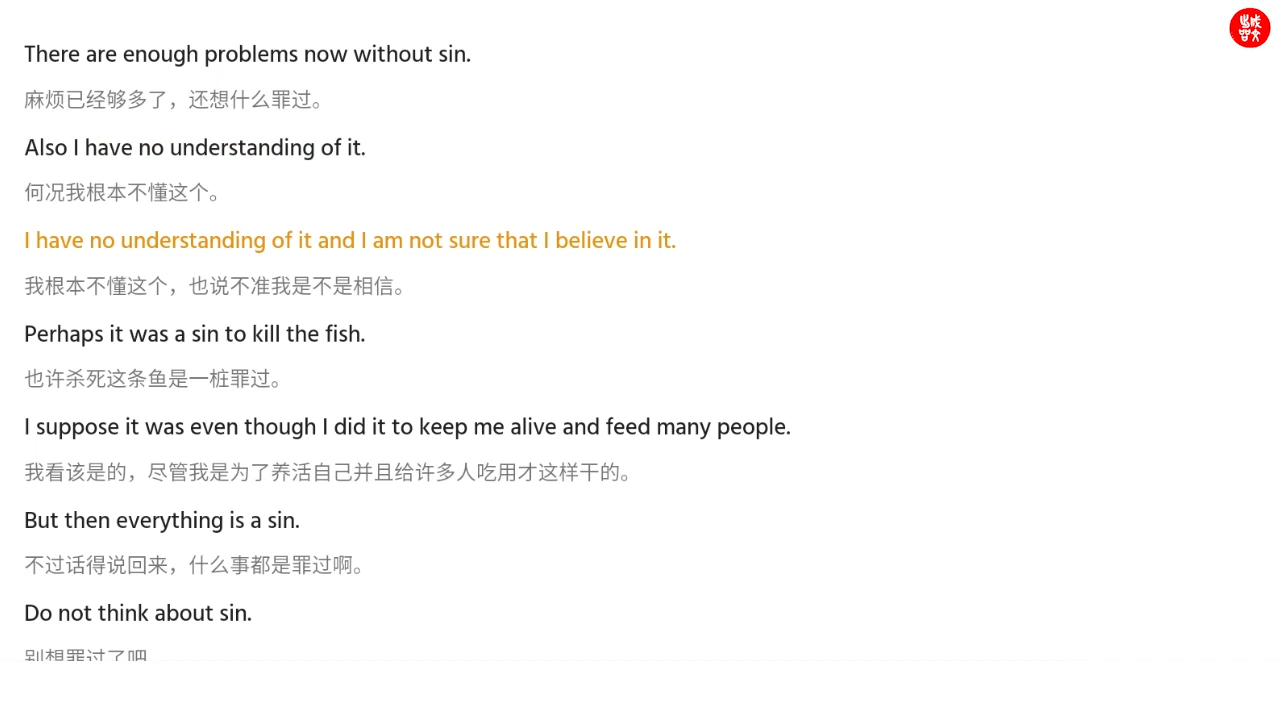 There are enough problems now without sin.
麻烦已经够多了，还想什么罪过。
Also I have no understanding of it.
何况我根本不懂这个。
I have no understanding of it and I am not sure that I believe in it.
我根本不懂这个，也说不准我是不是相信。
Perhaps it was a sin to kill the fish.
也许杀死这条鱼是一桩罪过。
I suppose it was even though I did it to keep me alive and feed many people.
我看该是的，尽管我是为了养活自己并且给许多人吃用才这样干的。
But then everything is a sin.
不过话得说回来，什么事都是罪过啊。
Do not think about sin.
别想罪过了吧